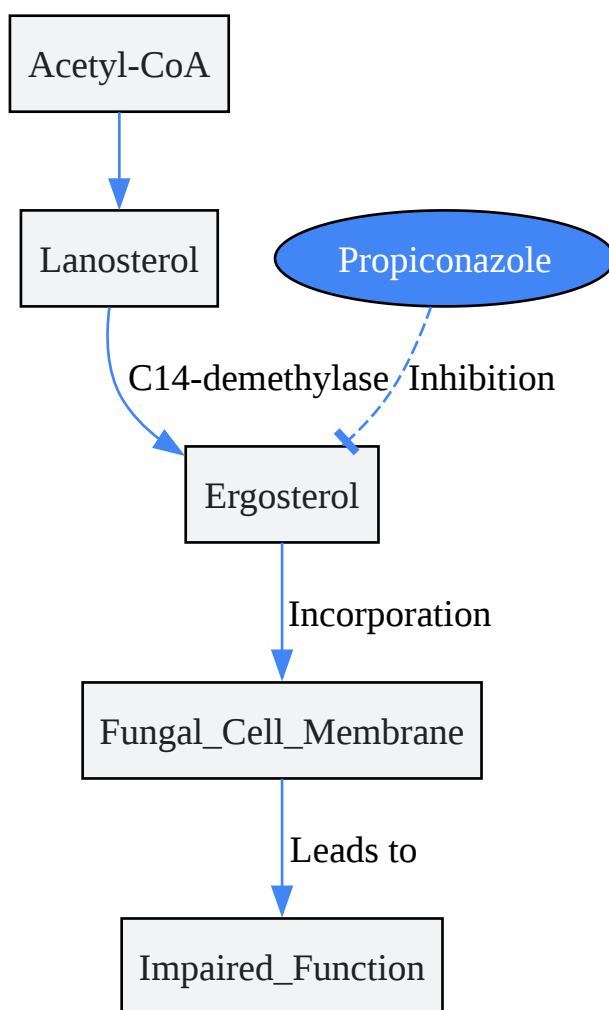 Acetyl-CoA
Lanosterol
Propiconazole
C14-demethylase
Inhibition
Ergosterol
Incorporation
Fungal_Cell_Membrane
Leads to
Impaired_Function